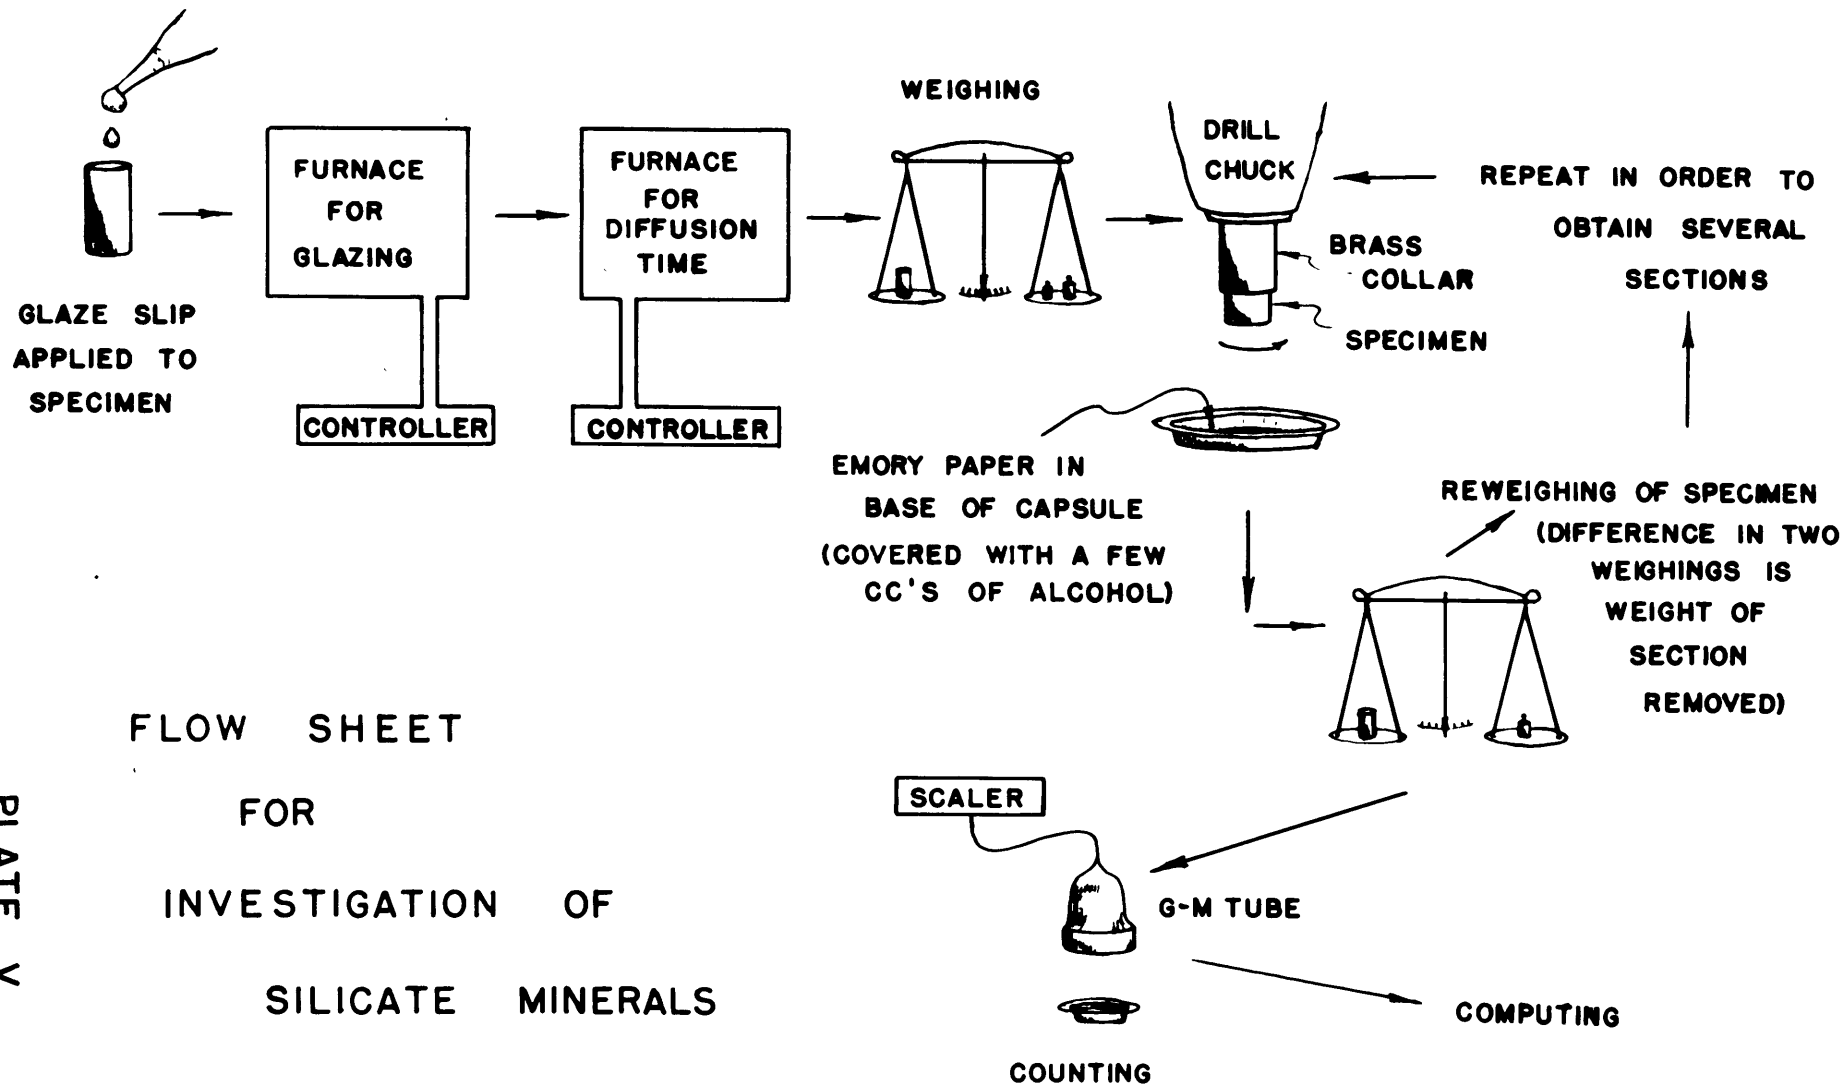 WEIGHING
GLAZE SLIP
APPLIED TO
SPECIMEN
FURNACE
FOR
GLAZING
CONTROLLER
FURNACE
FOR
DIFFUSION
TIME
CONTROLLER
DRILL
CHUCK
BRASS
COLLAR
SPECIMEN
REPEAT IN ORDER TO
OBTAIN SEVERAL
SECTIONS
EMORY PAPER IN
BASE OF CAPSULE
(COVERED WITH A FEW
CC'S OF ALCOHOL)
REWEIGHING OF SPECIMEN
(DIFFERENCE IN TWO
WEIGHINGS IS
WEIGHT OF
SECTION
REMOVED)
SCALER
G-M TUBE
COUNTING
COMPUTING
FLOW SHEET
FOR
INVESTIGATION OF
SILICATE MINERALS
PLATE V